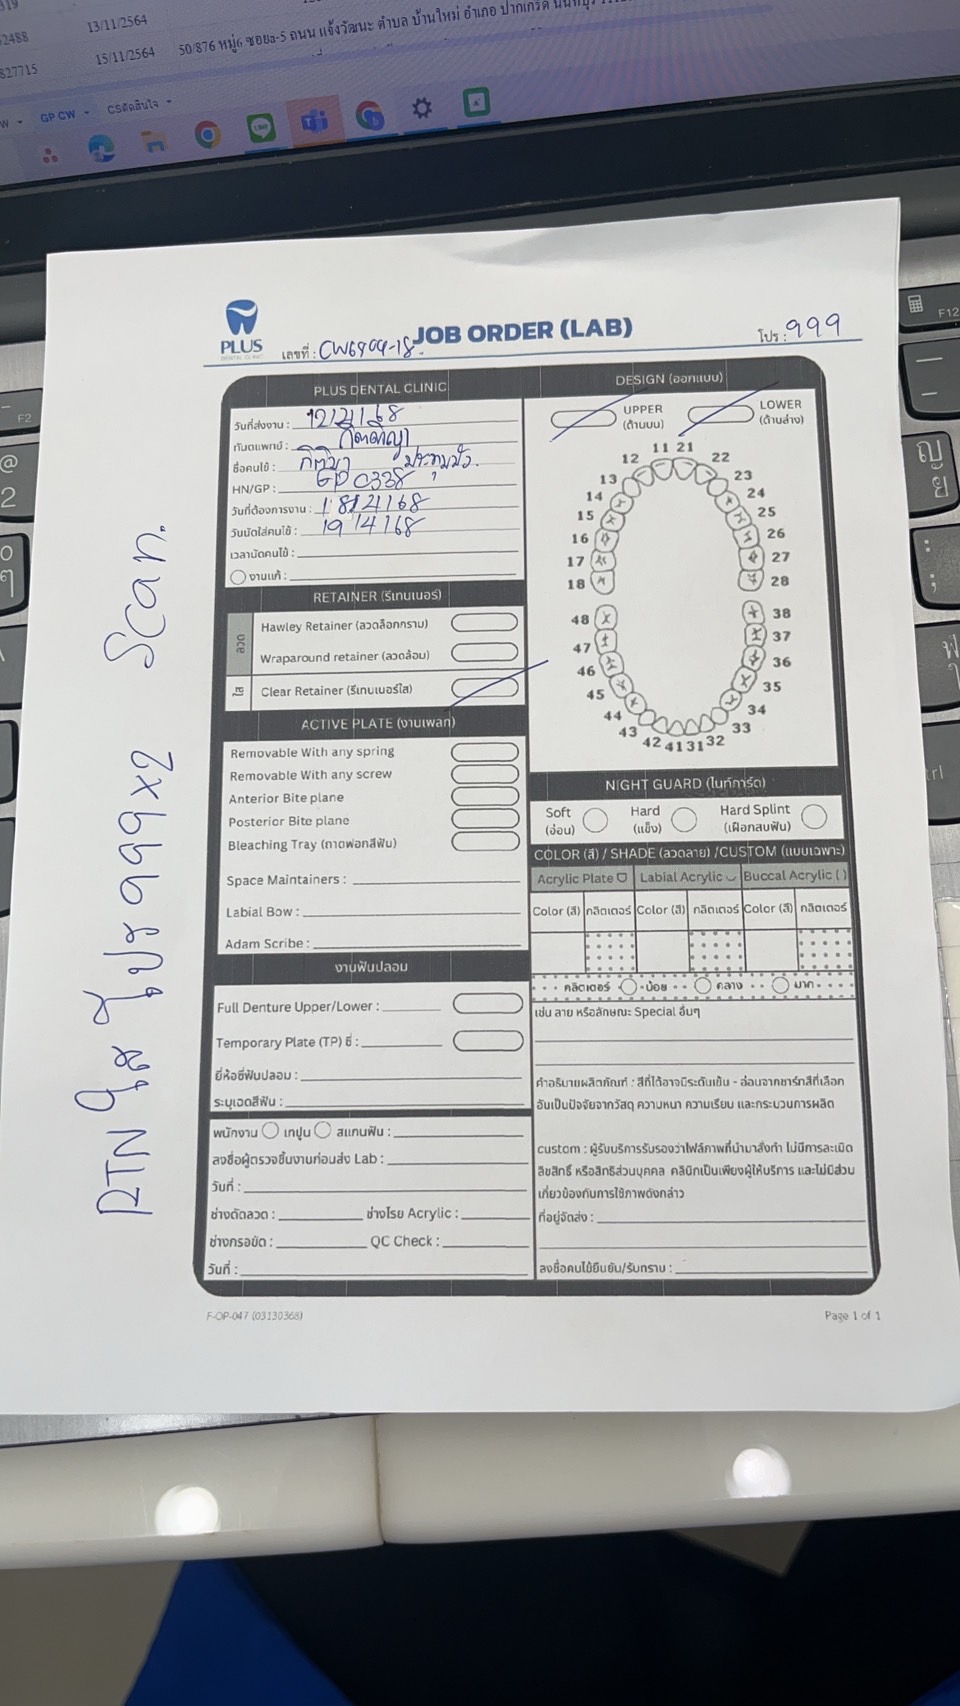 319
2488 13/11/2564
827715 15/11/2564 50/876 หมู่6 ซอยa-5 ถนน แจ้งวัฒนะ ตำบล บ้านใหม่ อำเภอ ปากเกร็ด
GP CW CSตัดสินใจ
PLUS
DENTAL CLINIC
JOB ORDER (LAB)
เลขที่ : CW6904-18
โปร : 999
PLUS DENTAL CLINIC
วันที่ส่งงาน :
ทันตแพทย์ :
ชื่อคนไข้ :
HN/GP : GP 0338
วันที่ต้องการงาน : 18/4/68
วันนัดใส่คนไข้ : 19/4/68
เวลานัดคนไข้ :
งานแก้ :
RETAINER (รีเทนเนอร์)
ลวด
Hawley Retainer (ลวดล็อกกราม)
Wraparound retainer (ลวดล้อม)
ใส
Clear Retainer (รีเทนเนอร์ใส)
ACTIVE PLATE (งานเพลท)
Removable With any spring
Removable With any screw
Anterior Bite plane
Posterior Bite plane
Bleaching Tray (ถาดฟอกสีฟัน)
Space Maintainers :
Labial Bow :
Adam Scribe :
งานฟันปลอม
Full Denture Upper/Lower :
Temporary Plate (TP) ซี่ :
ยี่ห้อซี่ฟันปลอม :
ระบุเฉดสีฟัน :
พนักงาน เทปูน สแกนฟัน :
ลงชื่อผู้ตรวจชิ้นงานก่อนส่ง Lab :
วันที่ :
ช่างดัดลวด : ช่างโรย Acrylic :
ช่างกรอขัด : QC Check :
วันที่ :
DESIGN (ออกแบบ)
UPPER (ด้านบน)
LOWER (ด้านล่าง)
11 21
12 22
13 23
14 24
15 25
16 26
17 27
18 28
48 38
47 37
46 36
45 35
44 34
43 33
42 41 31 32
NIGHT GUARD (ไนท์การ์ด)
Soft (อ่อน)
Hard (แข็ง)
Hard Splint (เฝือกสบฟัน)
COLOR (สี) / SHADE (ลวดลาย) /CUSTOM (แบบเฉพาะ)
Acrylic Plate Labial Acrylic Buccal Acrylic ( )
Color (สี) กลิตเตอร์ Color (สี) กลิตเตอร์ Color (สี) กลิตเตอร์
กลิตเตอร์ น้อย กลาง มาก
เช่น ลาย หรือลักษณะ Special อื่นๆ
คำอธิบายผลิตภัณฑ์ : สีที่ได้อาจมีระดับเข้ม - อ่อนจากชาร์ทสีที่เลือก
อันเป็นปัจจัยจากวัสดุ ความหนา ความเรียบ และกระบวนการผลิต
custom : ผู้รับบริการรับรองว่าไฟล์ภาพที่นำมาสั่งทำ ไม่มีการละเมิด
ลิขสิทธิ์ หรือสิทธิส่วนบุคคล คลินิกเป็นเพียงผู้ให้บริการ และไม่มีส่วน
เกี่ยวข้องกับการใช้ภาพดังกล่าว
ที่อยู่จัดส่ง :
ลงชื่อคนไข้ยืนยัน/รับทราบ :
F-OP-047 (03130368)
Page 1 of 1
RTN ใส โปร 999 x2 Scan.